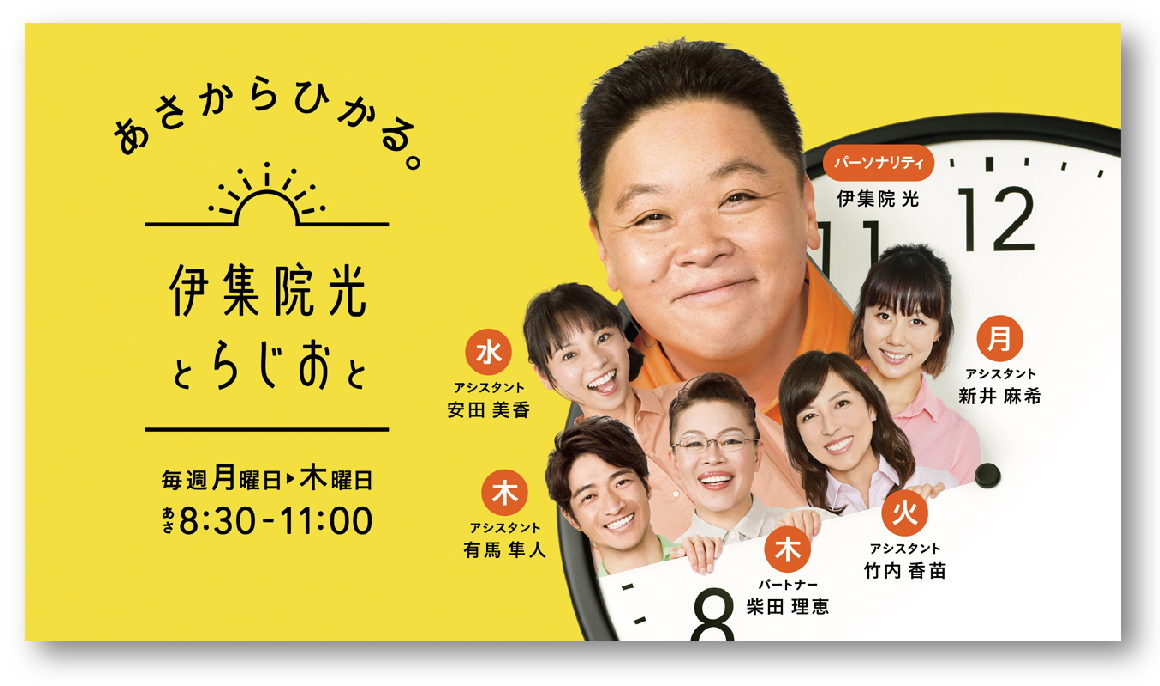 あさからひかる。
伊集院光
とらじおと
毎週月曜日▶木曜日
あさ8:30-11:00
パーソナリティ
伊集院 光
11
12
水
アシスタント
安田 美香
月
アシスタント
新井 麻希
木
アシスタント
有馬 隼人
火
アシスタント
竹内 香苗
木
パートナー
柴田 理恵
8